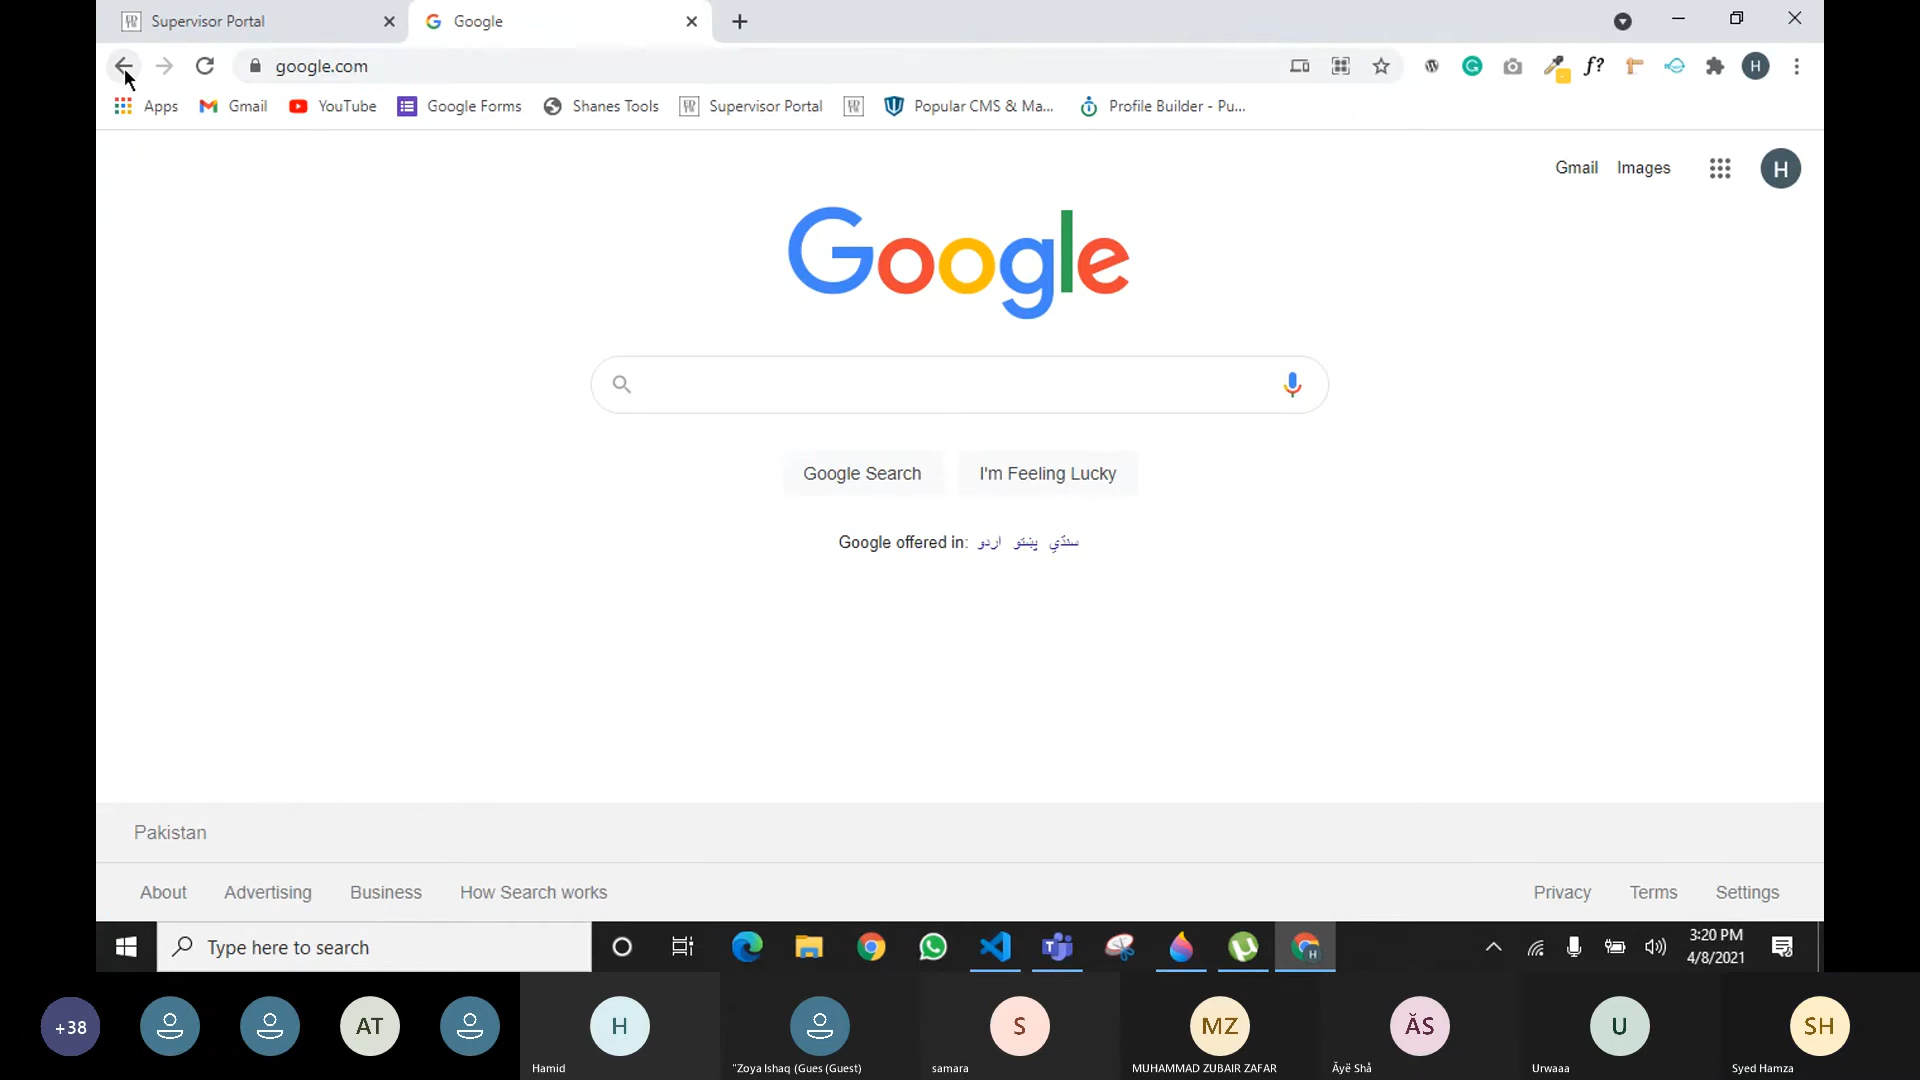 Supervisor Portal
Google
google.com
Apps
Gmail
YouTube
Google Forms
Shanes Tools
Supervisor Portal
Popular CMS & Ma...
Profile Builder - Pu...
H
Gmail Images
H
Google
Google Search
I'm Feeling Lucky
Google offered in: اردو پښتو سنڌي
Pakistan
About Advertising Business How Search works
Privacy Terms Settings
Type here to search
3:20 PM
4/8/2021
+38
AT
H
S
MZ
ĂS
U
SH
Hamid
"Zoya Ishaq (Gues (Guest)
samara
MUHAMMAD ZUBAIR ZAFAR
Ăyë Shå
Urwaaa
Syed Hamza